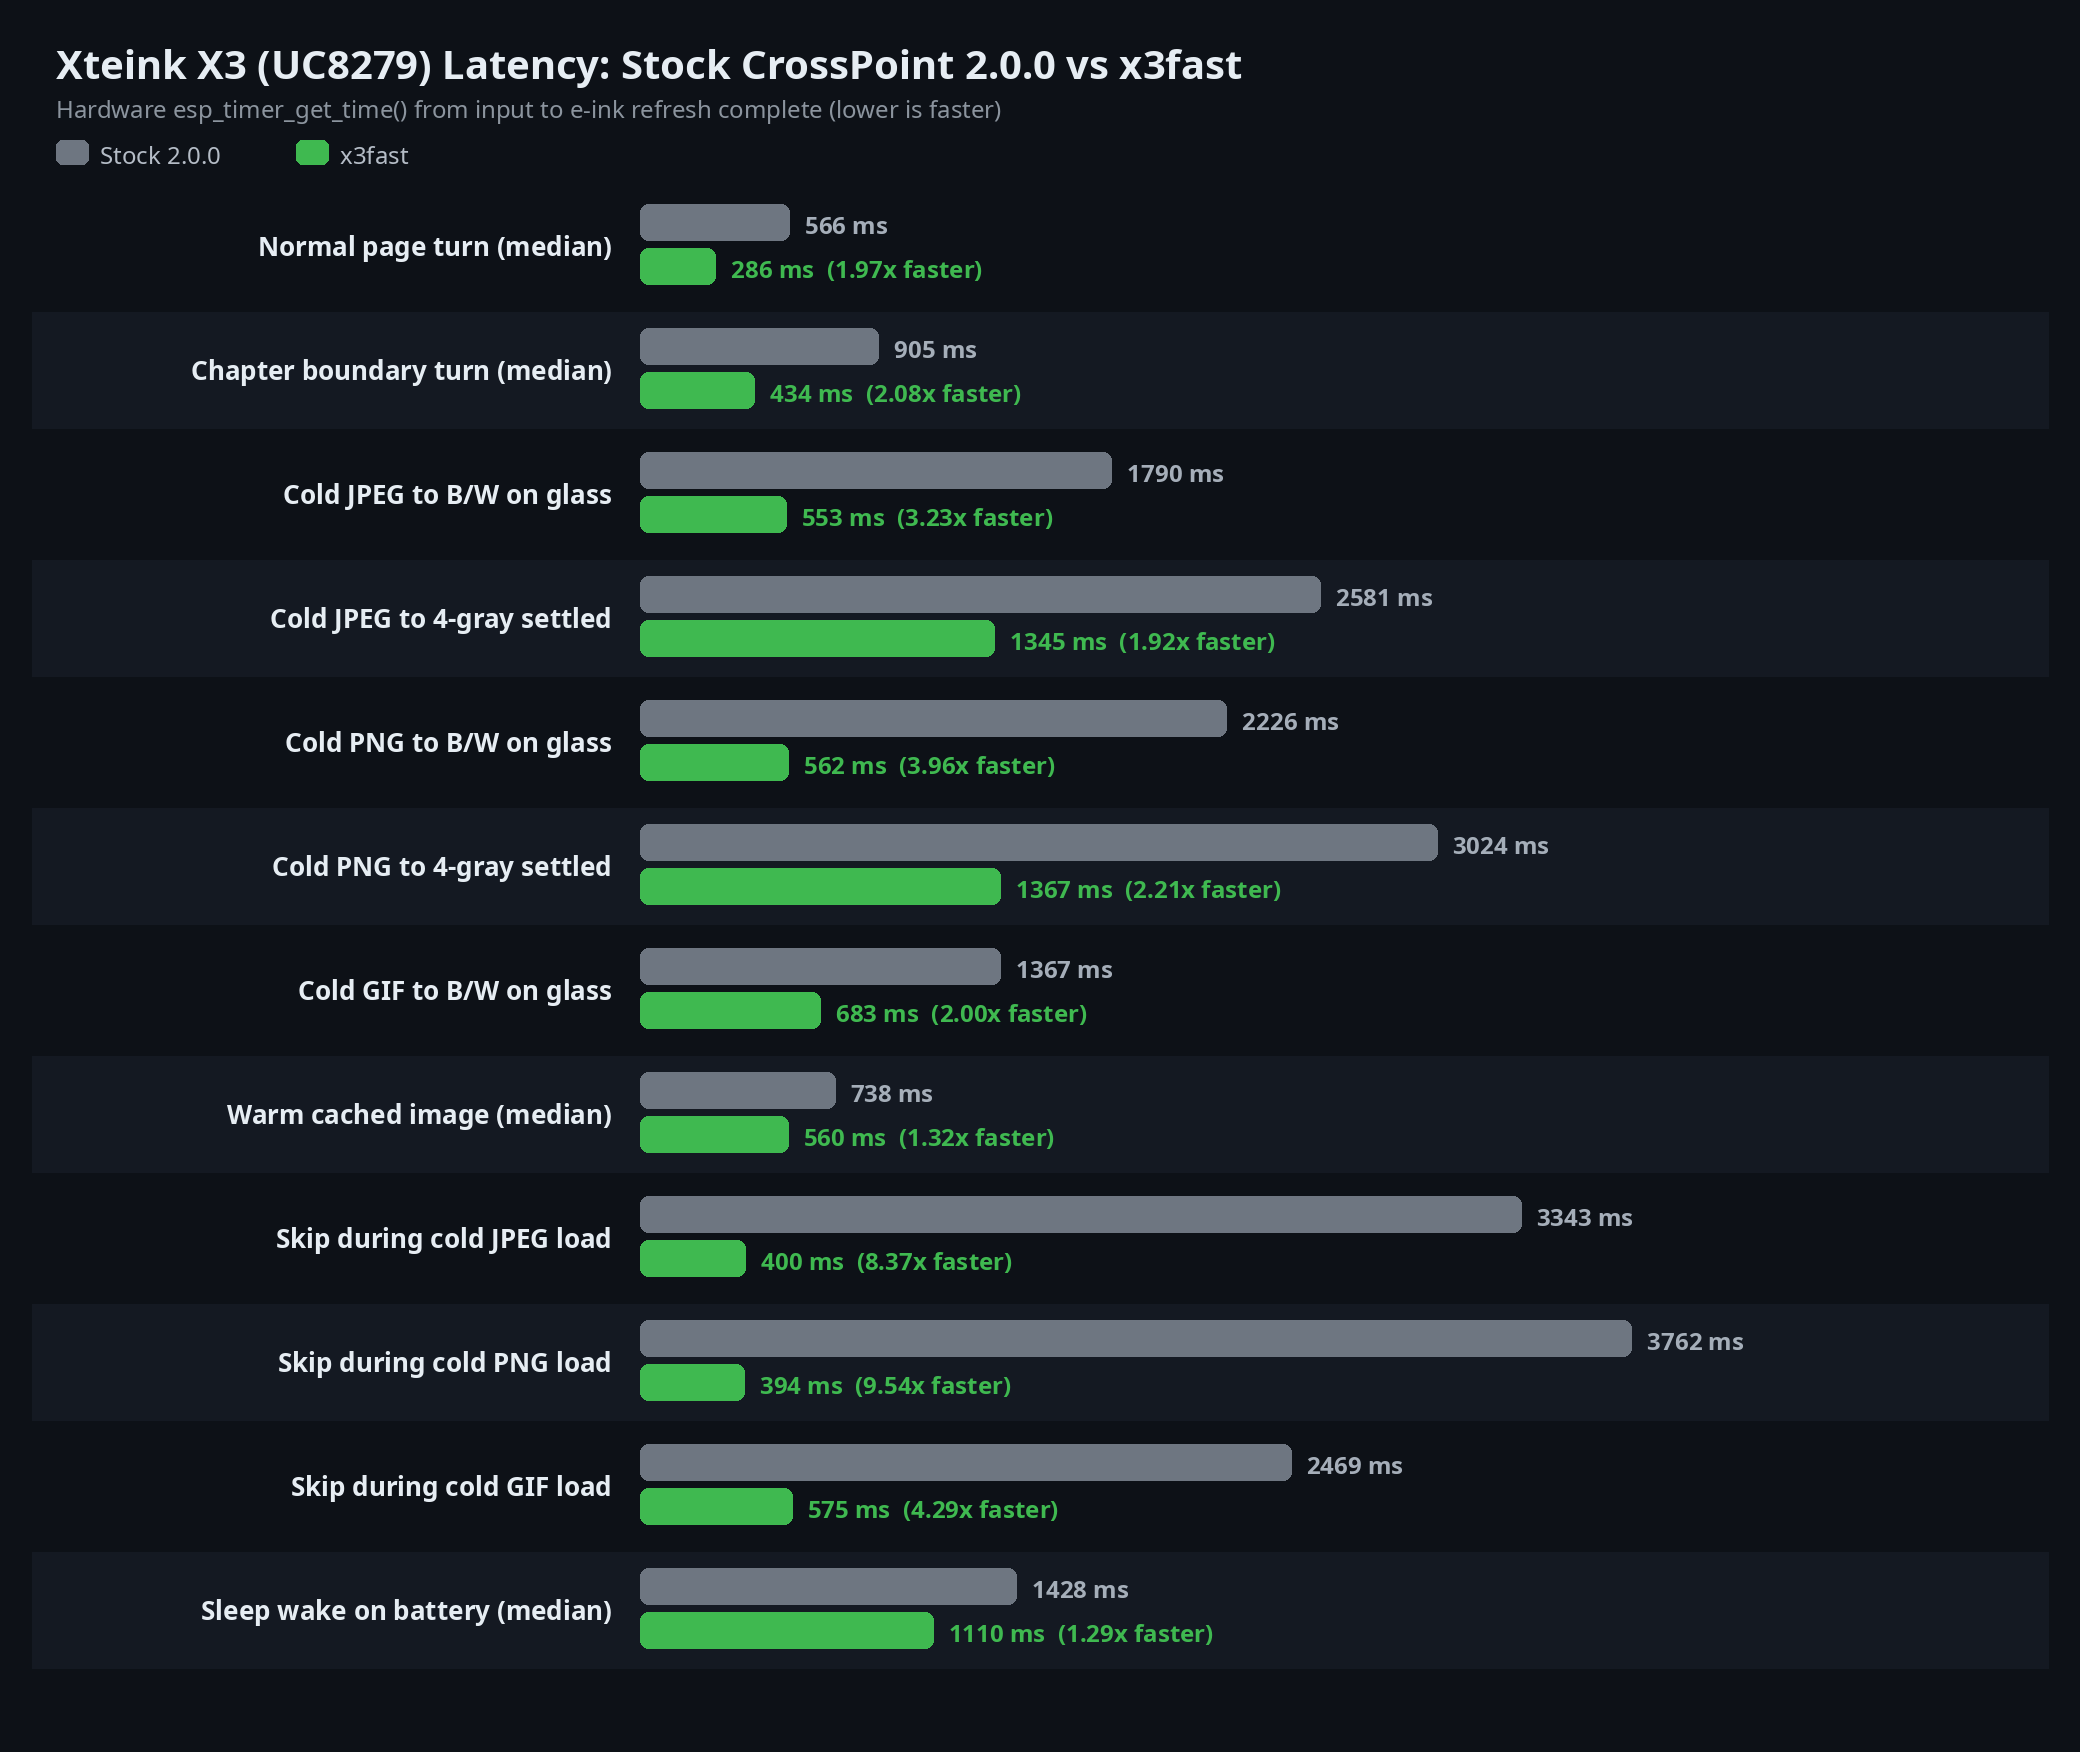 Xteink X3 (UC8279) Latency: Stock CrossPoint 2.0.0 vs x3fast
Hardware esp_timer_get_time() from input to e-ink refresh complete (lower is faster)
Stock 2.0.0 x3fast
Normal page turn (median)
566 ms
286 ms (1.97x faster)
Chapter boundary turn (median)
905 ms
434 ms (2.08x faster)
Cold JPEG to B/W on glass
1790 ms
553 ms (3.23x faster)
Cold JPEG to 4-gray settled
2581 ms
1345 ms (1.92x faster)
Cold PNG to B/W on glass
2226 ms
562 ms (3.96x faster)
Cold PNG to 4-gray settled
3024 ms
1367 ms (2.21x faster)
Cold GIF to B/W on glass
1367 ms
683 ms (2.00x faster)
Warm cached image (median)
738 ms
560 ms (1.32x faster)
Skip during cold JPEG load
3343 ms
400 ms (8.37x faster)
Skip during cold PNG load
3762 ms
394 ms (9.54x faster)
Skip during cold GIF load
2469 ms
575 ms (4.29x faster)
Sleep wake on battery (median)
1428 ms
1110 ms (1.29x faster)